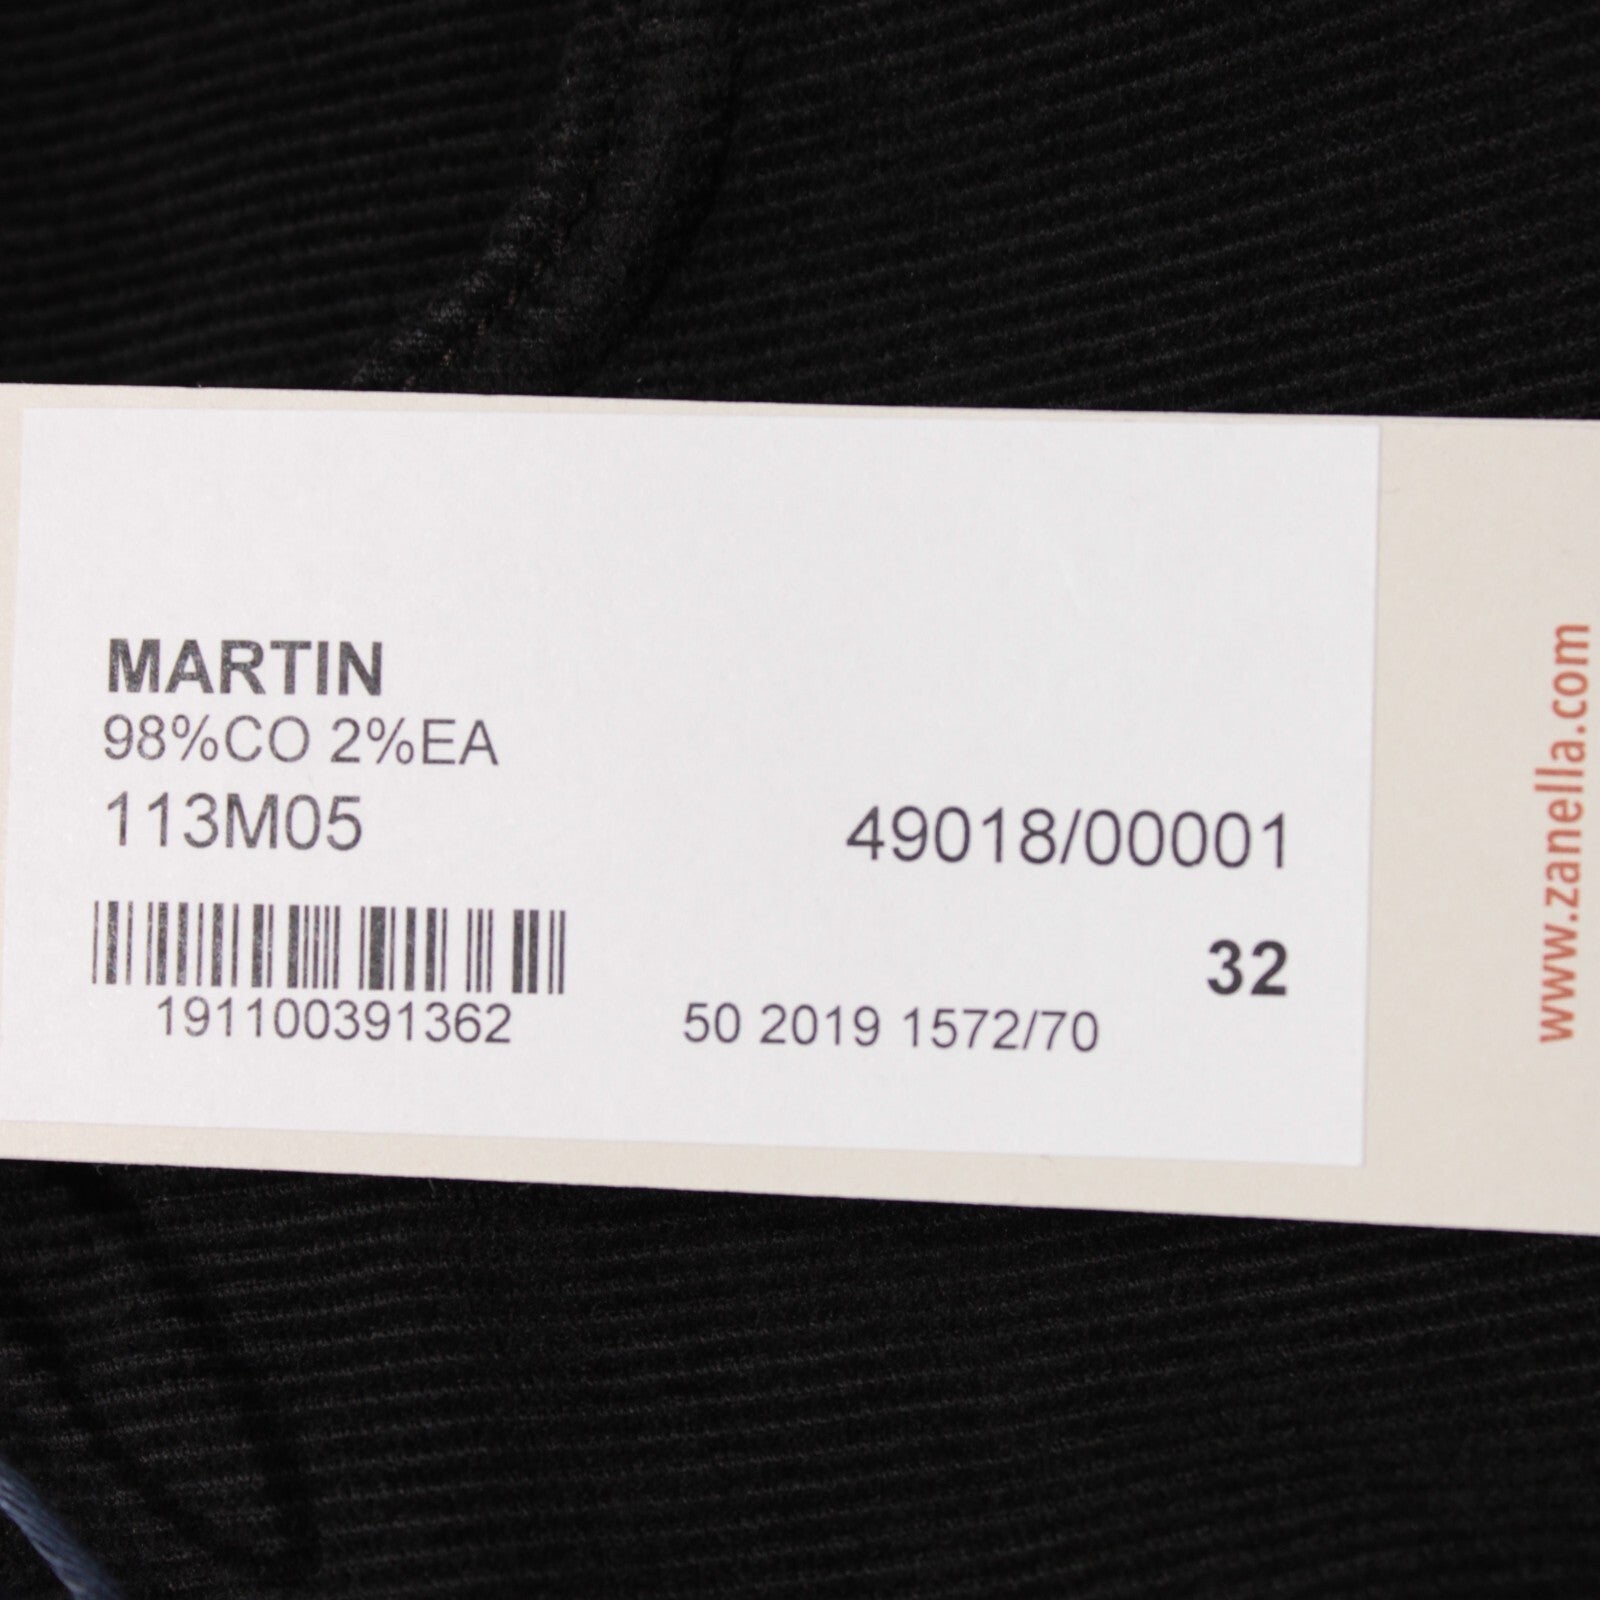 MARTIN
98%CO 2%EA
113M05
49018/00001
32
191100391362
50 2019 1572/70
www.zanella.com